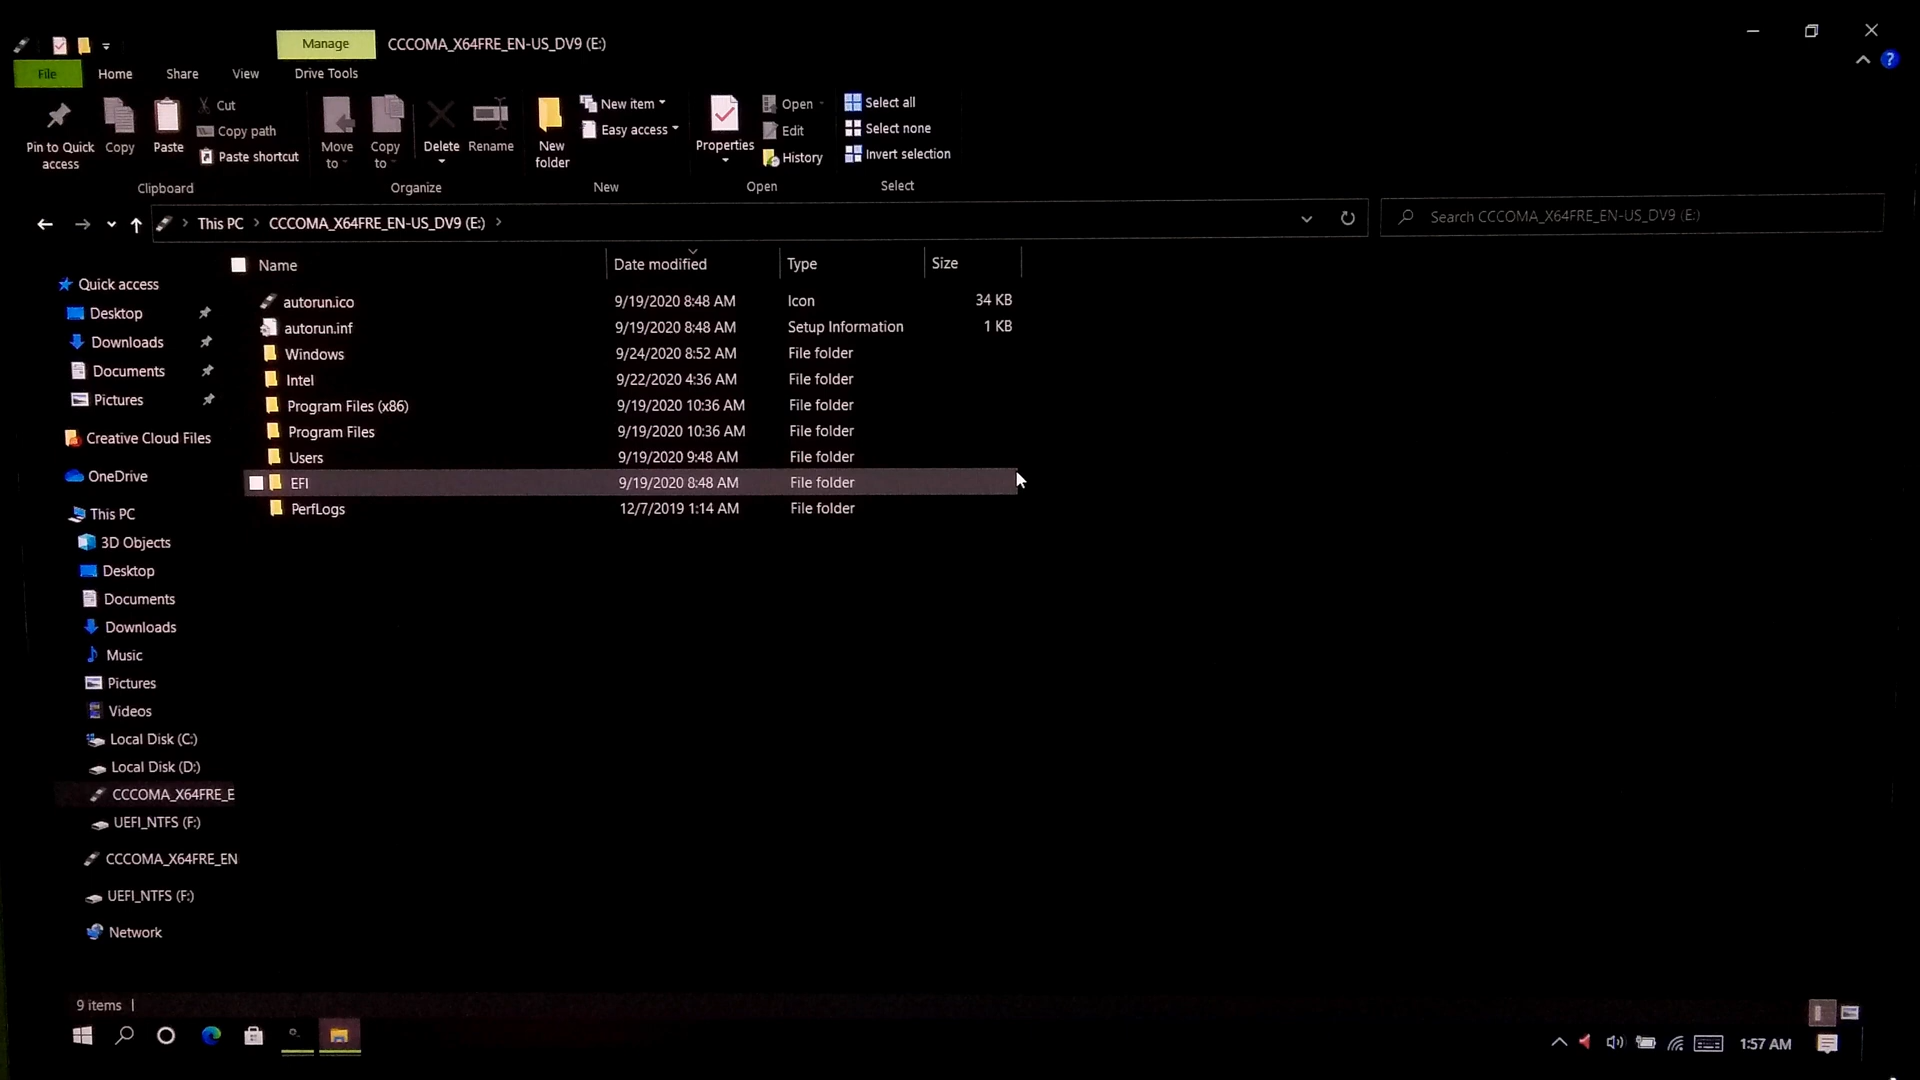 Manage
CCCOMA_X64FRE_EN-US_DV9 (E:)
File
Home
Share
View
Drive Tools
?
Pin to Quick access
Copy
Paste
Cut
Copy path
Paste shortcut
Clipboard
Move to
Copy to
Delete
Rename
Organize
New folder
New item
Easy access
New
Properties
Open
Edit
History
Open
Select all
Select none
Invert selection
Select
This PC
CCCOMA_X64FRE_EN-US_DV9 (E:)
Search CCCOMA_X64FRE_EN-US_DV9 (E:)
Name Date modified Type Size
autorun.ico 9/19/2020 8:48 AM Icon 34 KB
autorun.inf 9/19/2020 8:48 AM Setup Information 1 KB
Windows 9/24/2020 8:52 AM File folder
Intel 9/22/2020 4:36 AM File folder
Program Files (x86) 9/19/2020 10:36 AM File folder
Program Files 9/19/2020 10:36 AM File folder
Users 9/19/2020 9:48 AM File folder
EFI 9/19/2020 8:48 AM File folder
PerfLogs 12/7/2019 1:14 AM File folder
Quick access
Desktop
Downloads
Documents
Pictures
Creative Cloud Files
OneDrive
This PC
3D Objects
Desktop
Documents
Downloads
Music
Pictures
Videos
Local Disk (C:)
Local Disk (D:)
CCCOMA_X64FRE_E
UEFI_NTFS (F:)
CCCOMA_X64FRE_EN
UEFI_NTFS (F:)
Network
9 items
1:57 AM